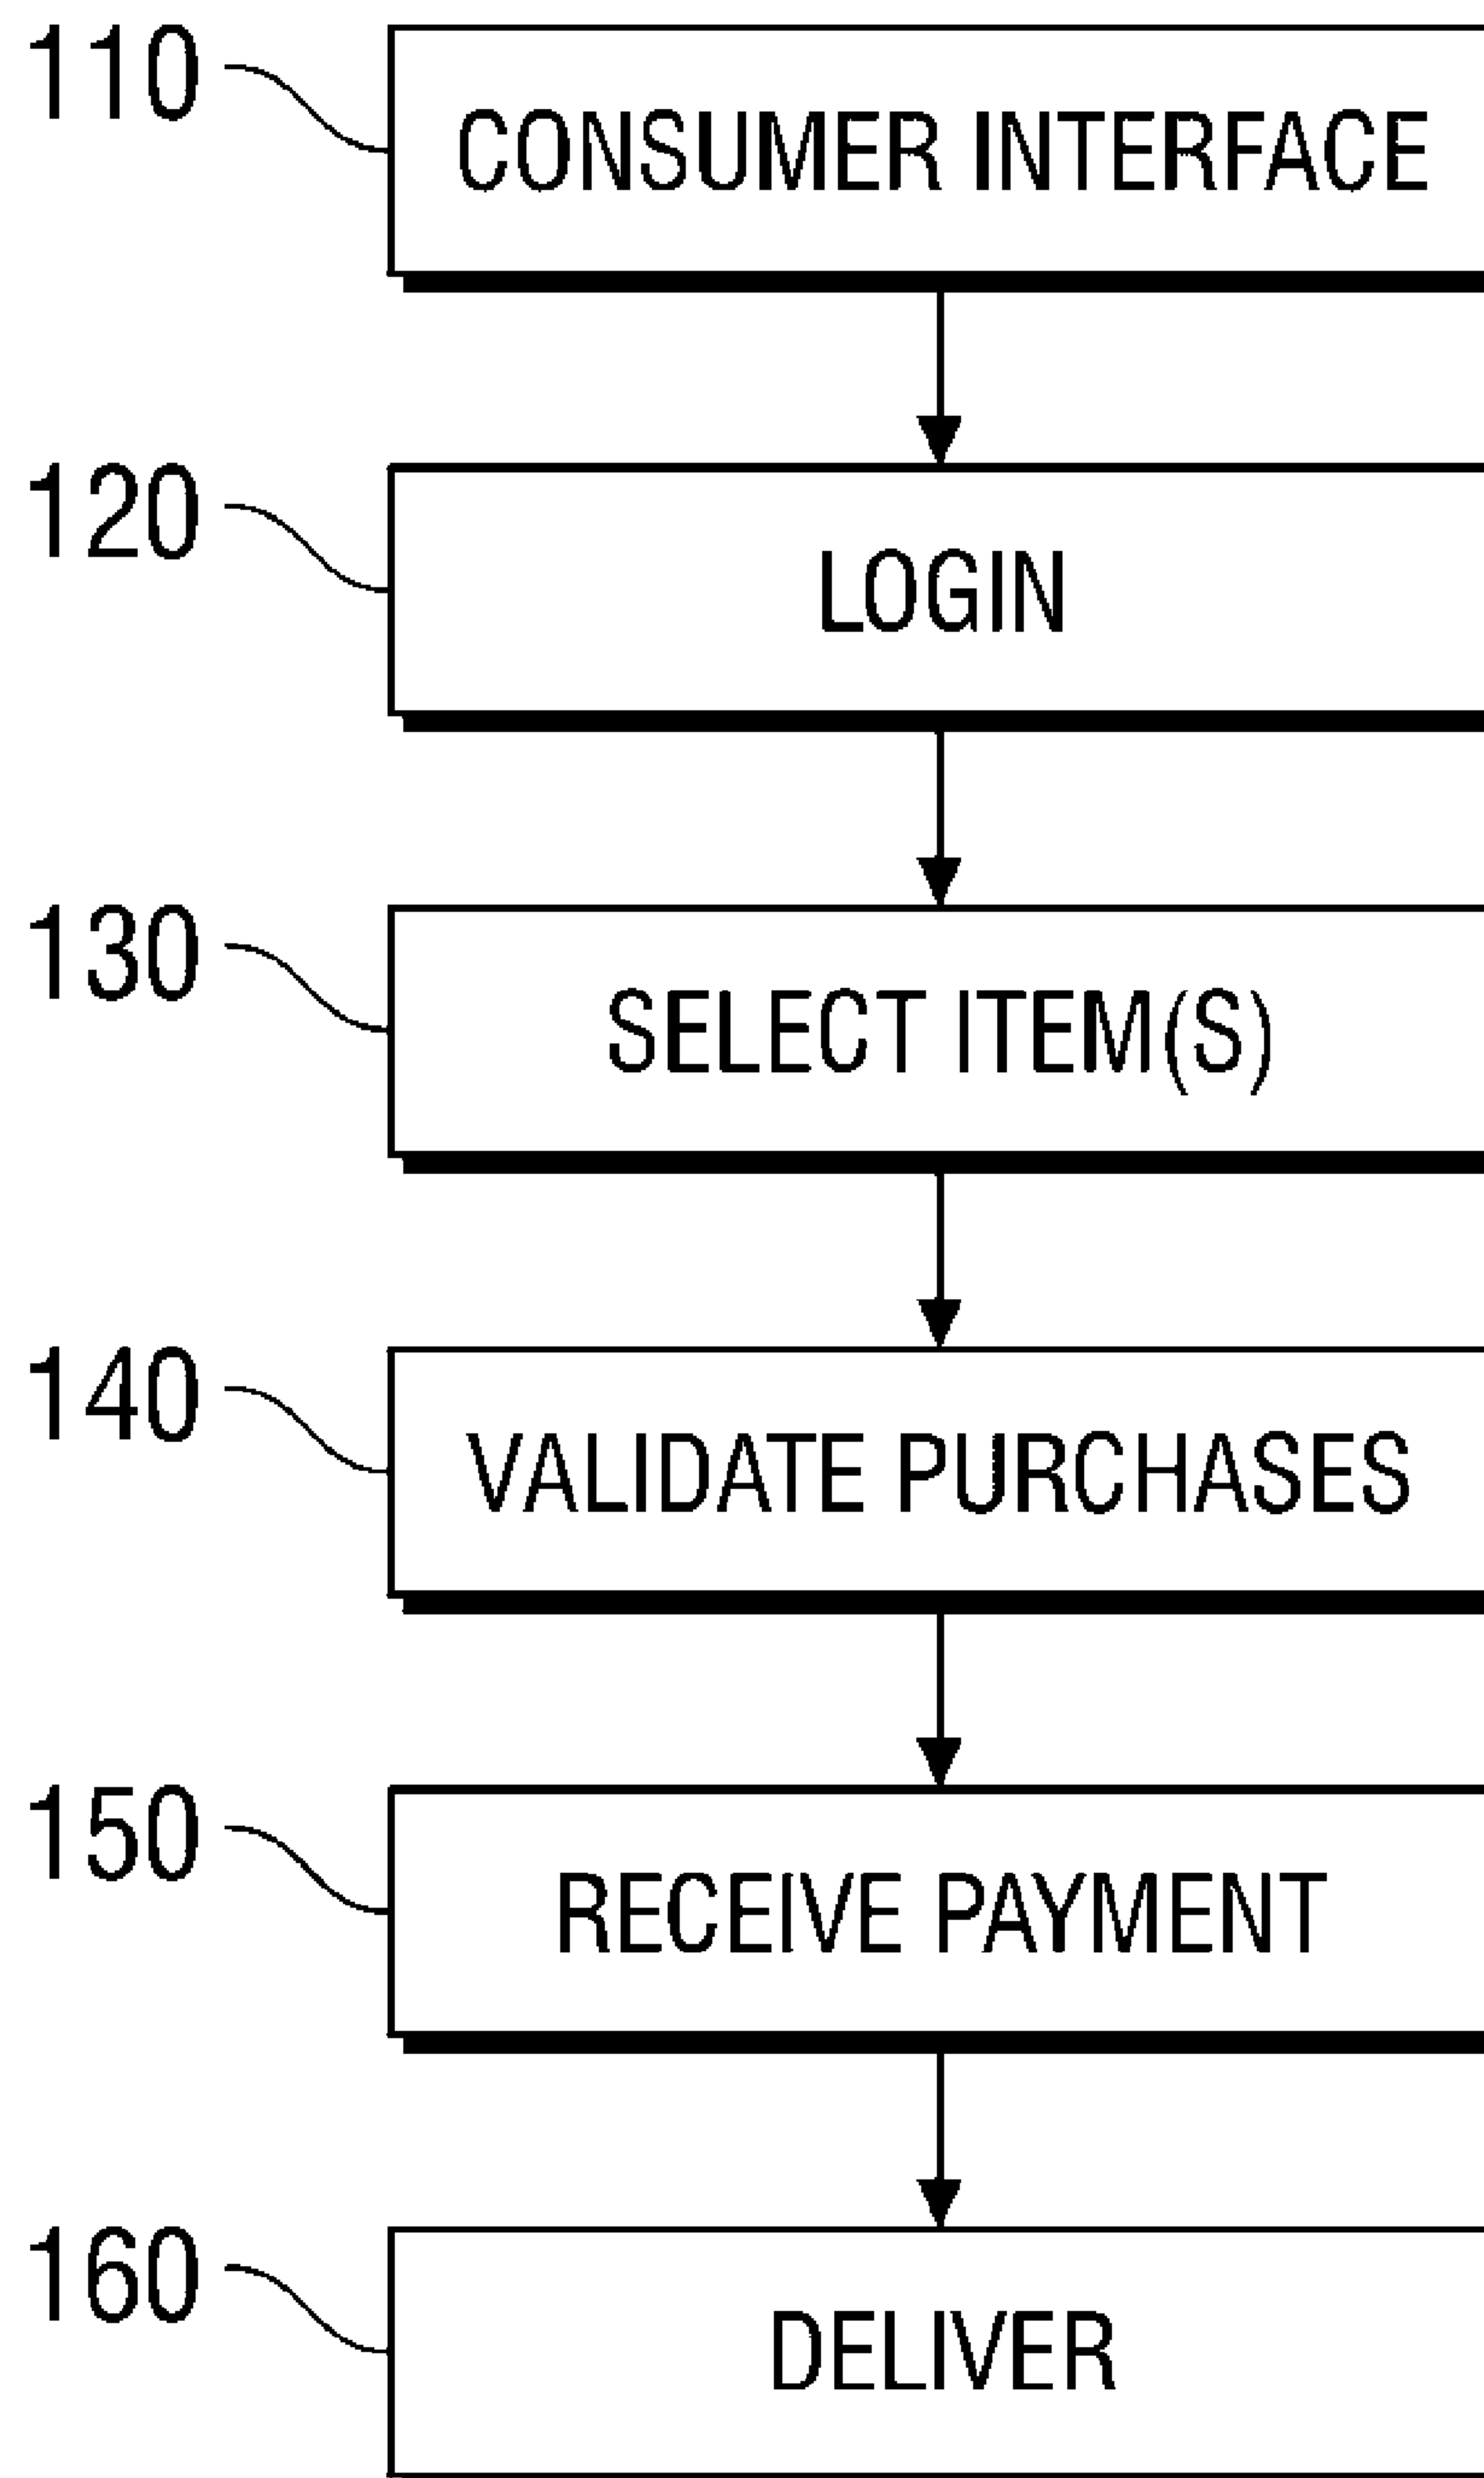 110
CONSUMER INTERFACE
120
LOGIN
130
SELECT ITEM(S)
140
VALIDATE PURCHASES
150
RECEIVE PAYMENT
160
DELIVER